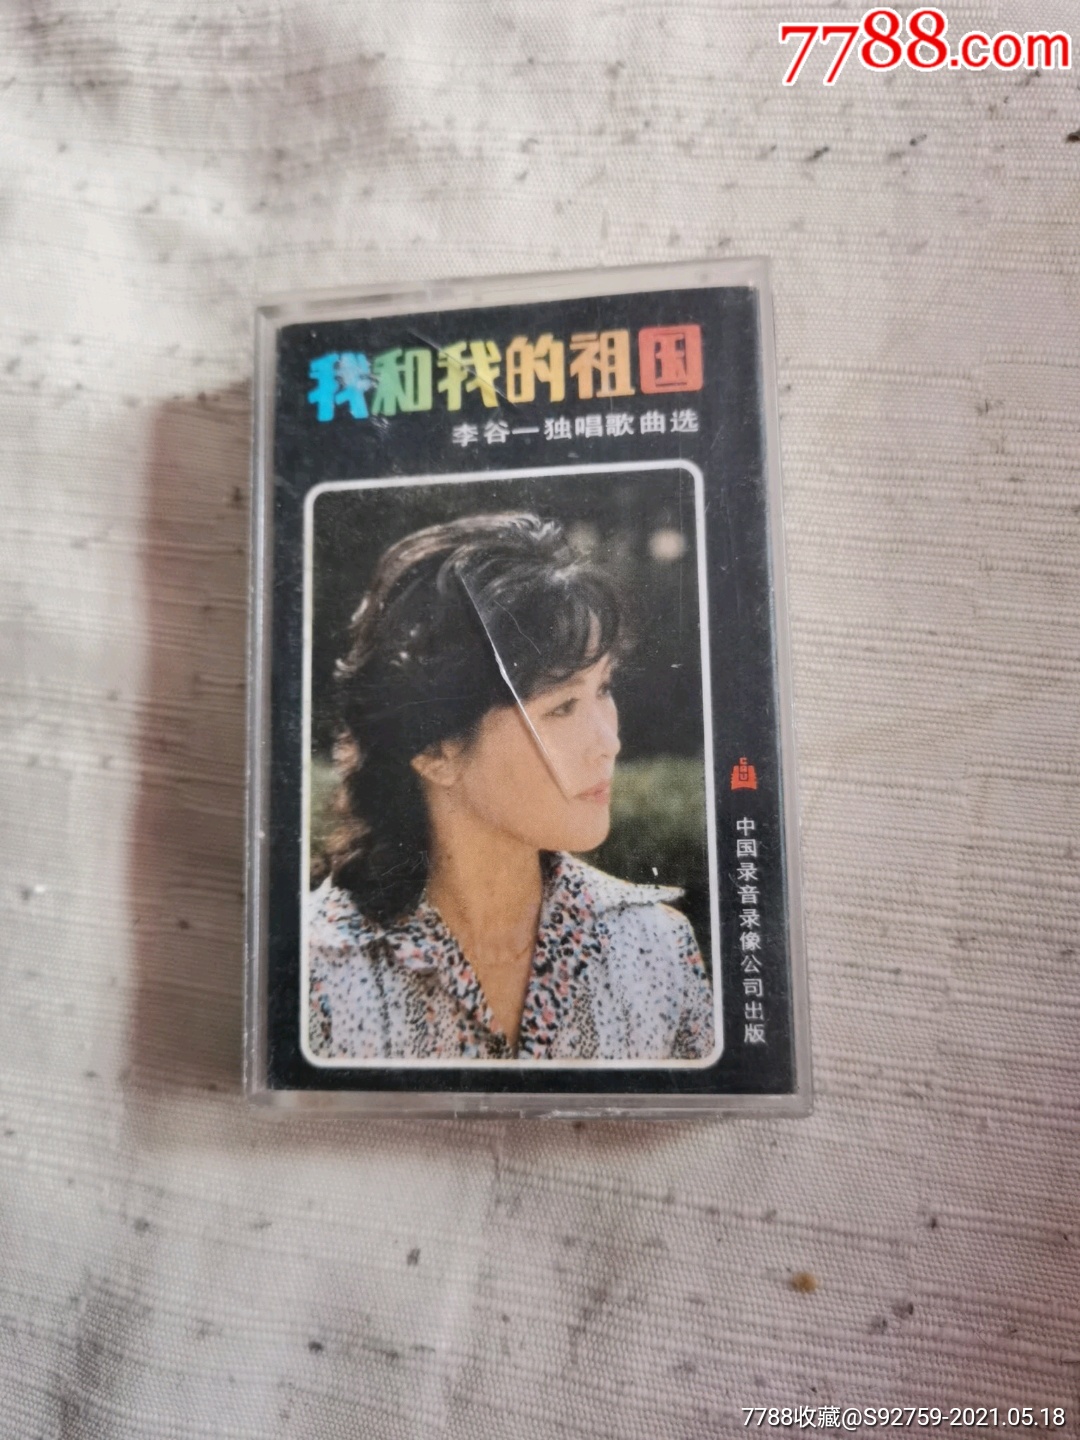 7788.com
我和我的祖国
李谷一独唱歌曲选
中国录音录像公司出版
7788收藏@S92759-2021.05.18